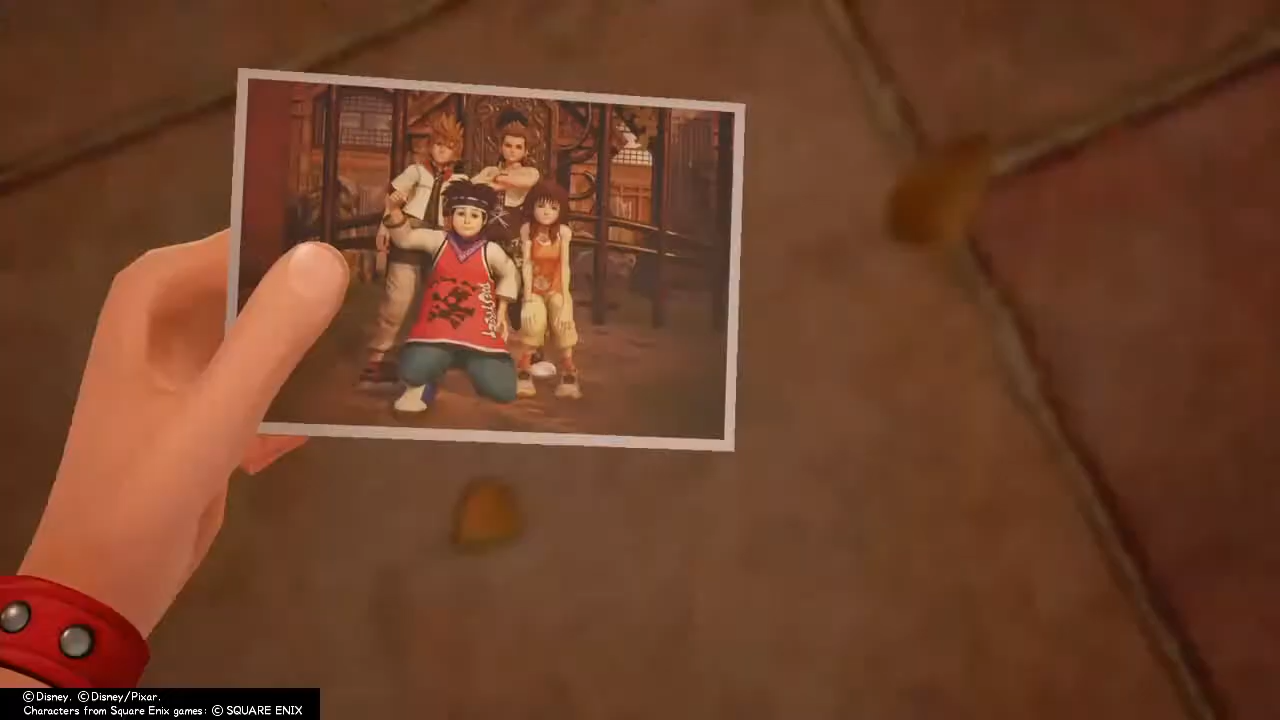 ©Disney. ©Disney/Pixar.
Characters from Square Enix games: © SQUARE ENIX